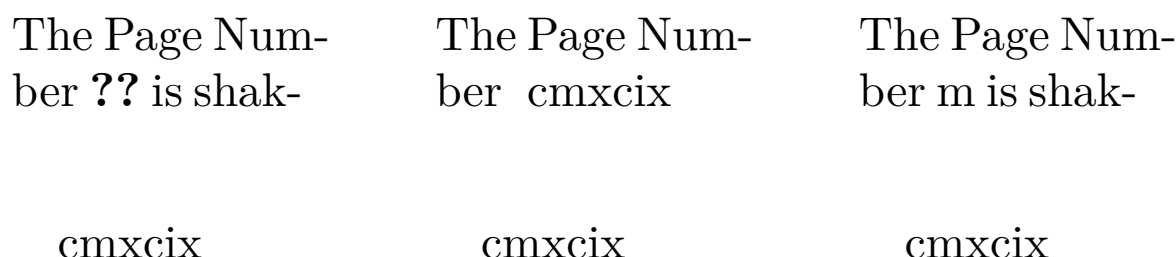 The Page Num-
ber ?? is shak-
cmxcix
The Page Num-
ber cmxcix
cmxcix
The Page Num-
ber m is shak-
cmxcix